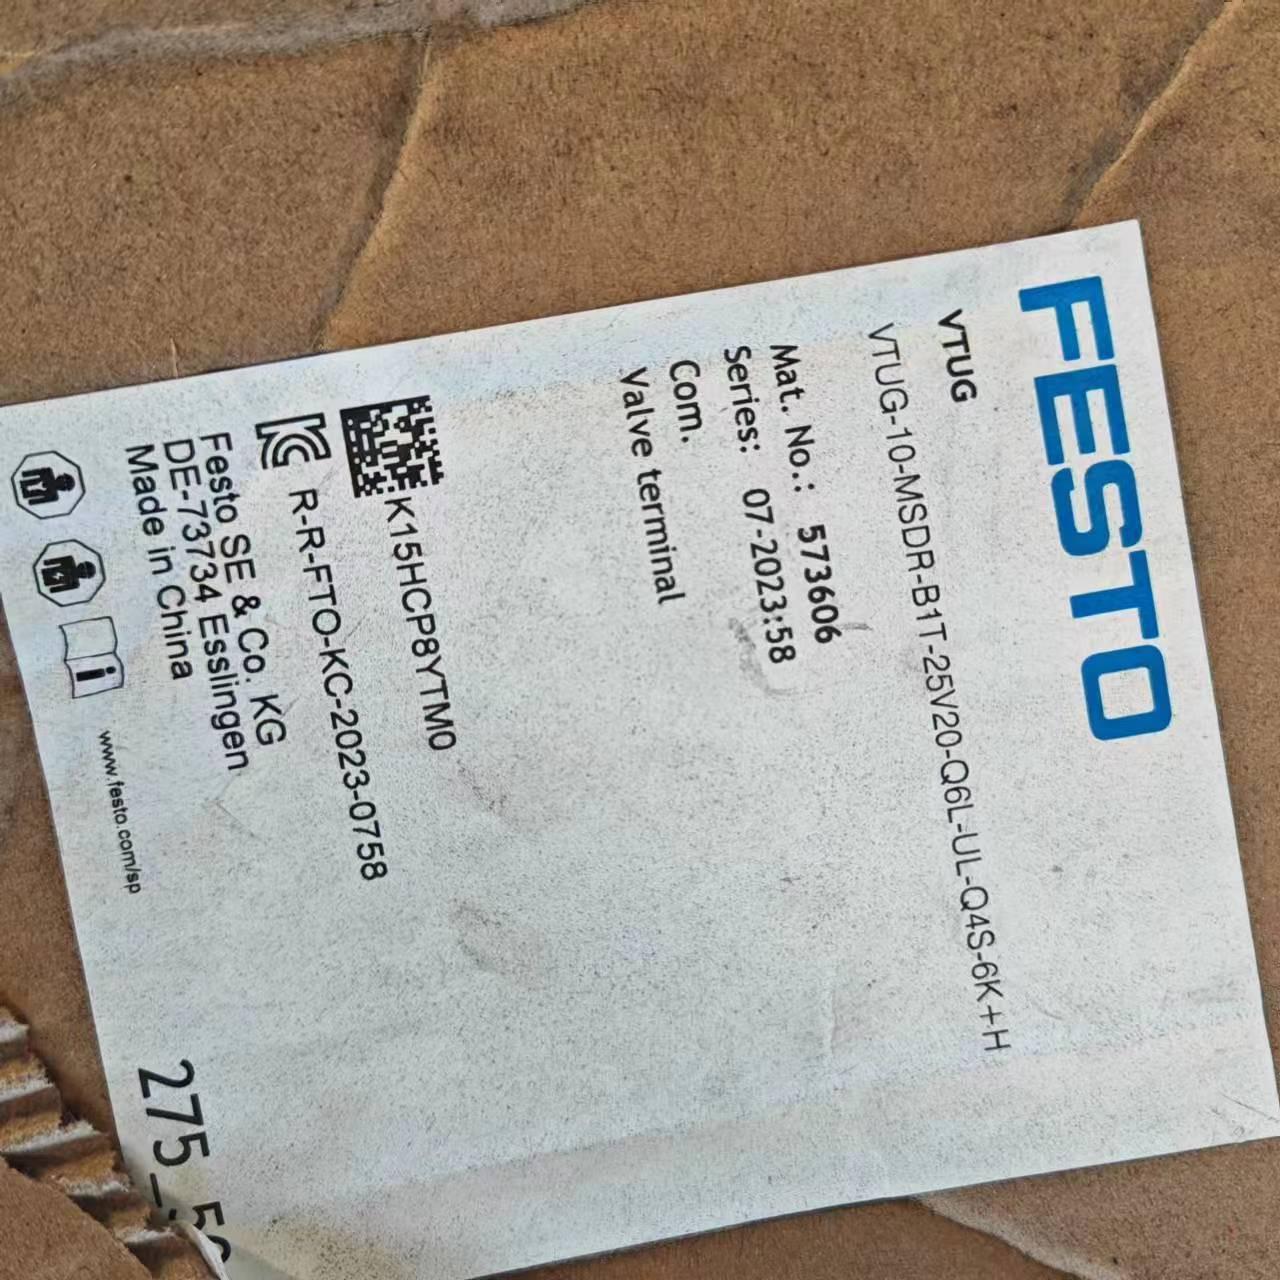 FESTO
VTUG
VTUG-10-MSDR-B1T-25V20-Q6L-UL-Q4S-6K+H
Mat. No.: 573606
Series: 07-2023:58
Com.
Valve terminal
K15HCP8YTM0
R-R-FTO-KC-2023-0758
Festo SE & Co. KG
DE-73734 Esslingen
Made in China
www.festo.com/sp
275_5